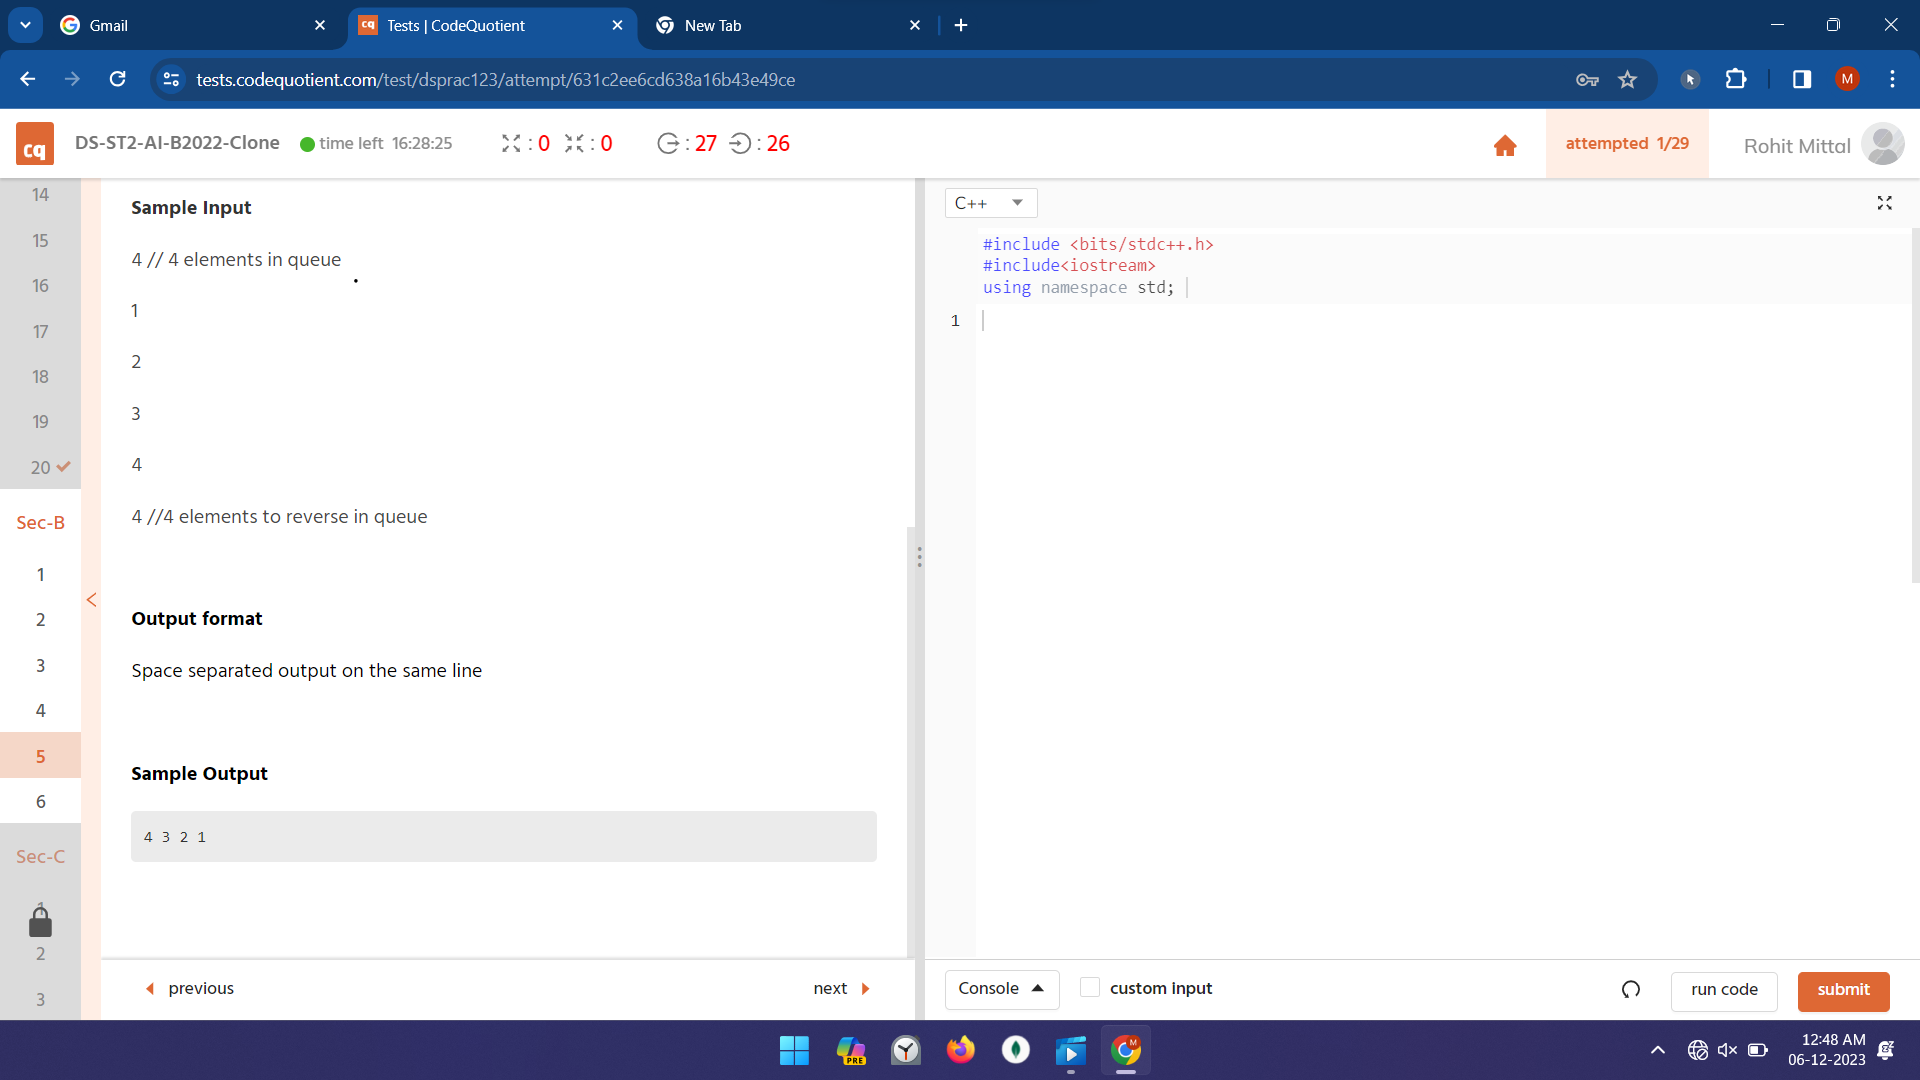 Gmail
Tests | CodeQuotient
New Tab
tests.codequotient.com/test/dsprac123/attempt/631c2ee6cd638a16b43e49ce
M
cq
DS-ST2-AI-B2022-Clone
time left 16:28:25
: 0
: 0
: 27
: 26
attempted 1/29
Rohit Mittal
14
15
16
17
18
19
20
Sec-B
1
2
3
4
5
6
Sec-C
1
2
3
<
Sample Input
4 // 4 elements in queue
1
2
3
4
4 //4 elements to reverse in queue
Output format
Space separated output on the same line
Sample Output
4 3 2 1
previous
next
C++
#include <bits/stdc++.h>
#include<iostream>
using namespace std;
1
Console
custom input
run code
submit
PRE
M
12:48 AM
06-12-2023